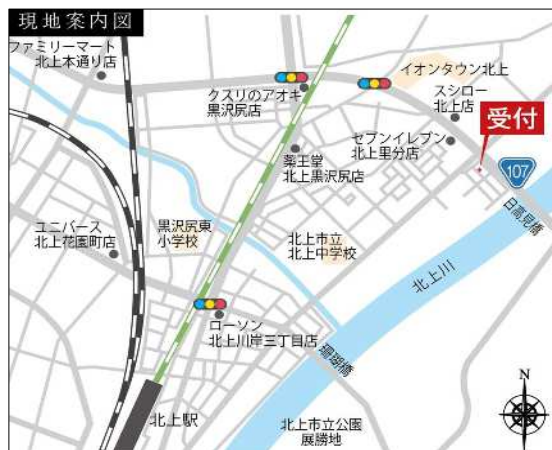 現地案内図
ファミリーマート
北上本通り店
イオンタウン北上
クスリのアオキ
黒沢尻店
スシロー
北上店
受付
セブンイレブン
北上里分店
薬王堂
北上黒沢尻店
107
日高見橋
ユニバース
北上花園町店
黒沢尻東
小学校
北上市立
北上中学校
北上川
ローソン
北上川岸三丁目店
珊瑚橋
N
北上駅
北上市立公園
展勝地